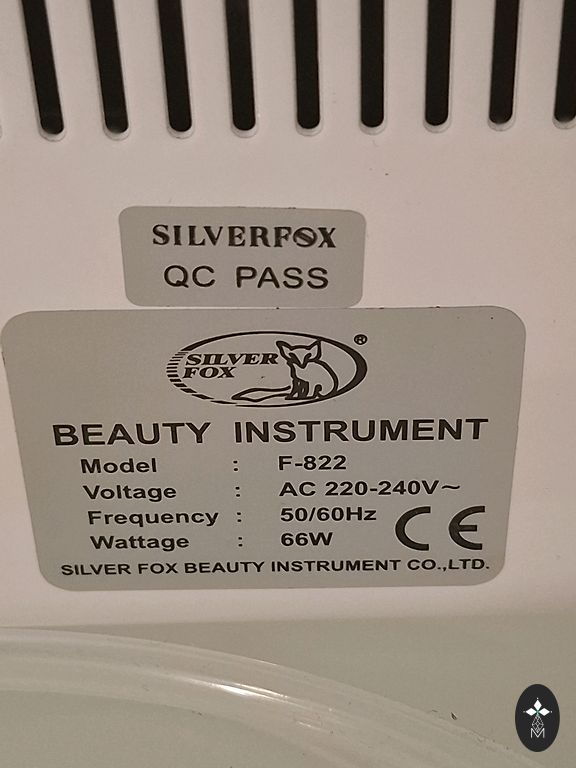 SILVERFOX
QC PASS
SILVER
FOX
®
BEAUTY INSTRUMENT
Model : F-822
Voltage : AC 220-240V~
Frequency : 50/60Hz
Wattage : 66W
CE
SILVER FOX BEAUTY INSTRUMENT CO.,LTD.
M